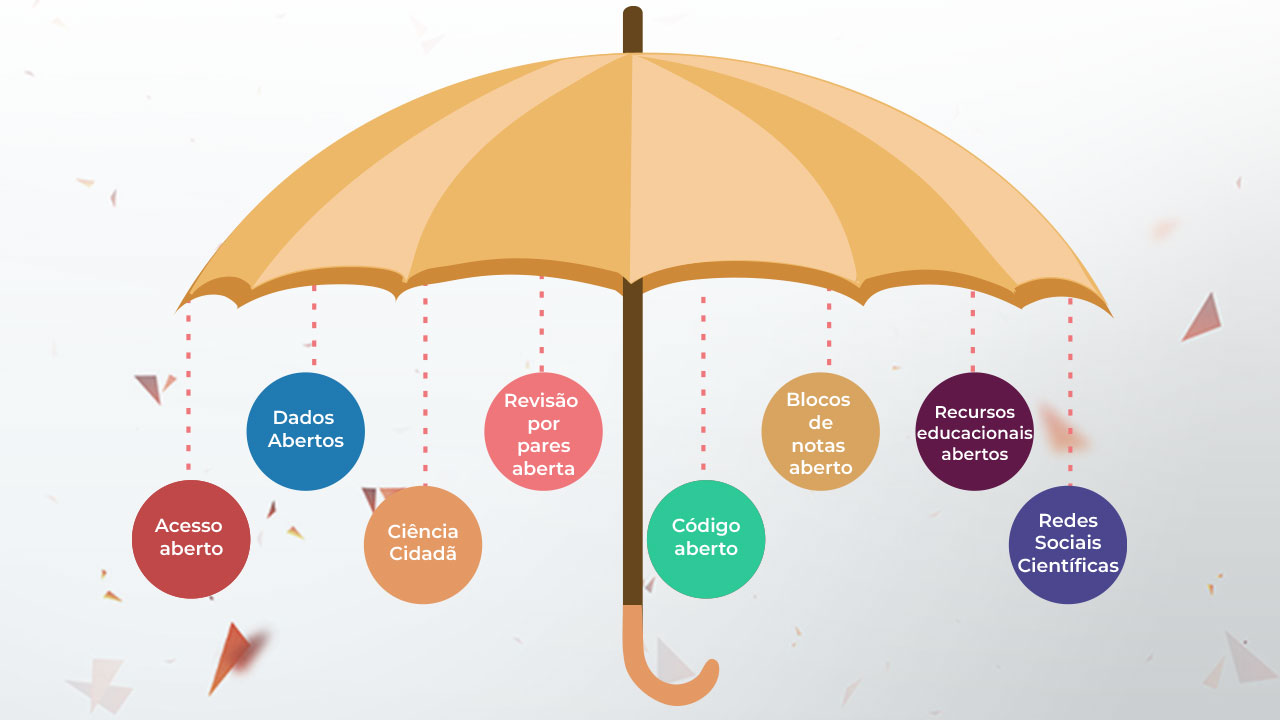 Acesso
aberto
Dados
Abertos
Ciência
Cidadã
Revisão
por
pares
aberta
Código
aberto
Blocos
de
notas
aberto
Recursos
educacionais
abertos
Redes
Sociais
Científicas